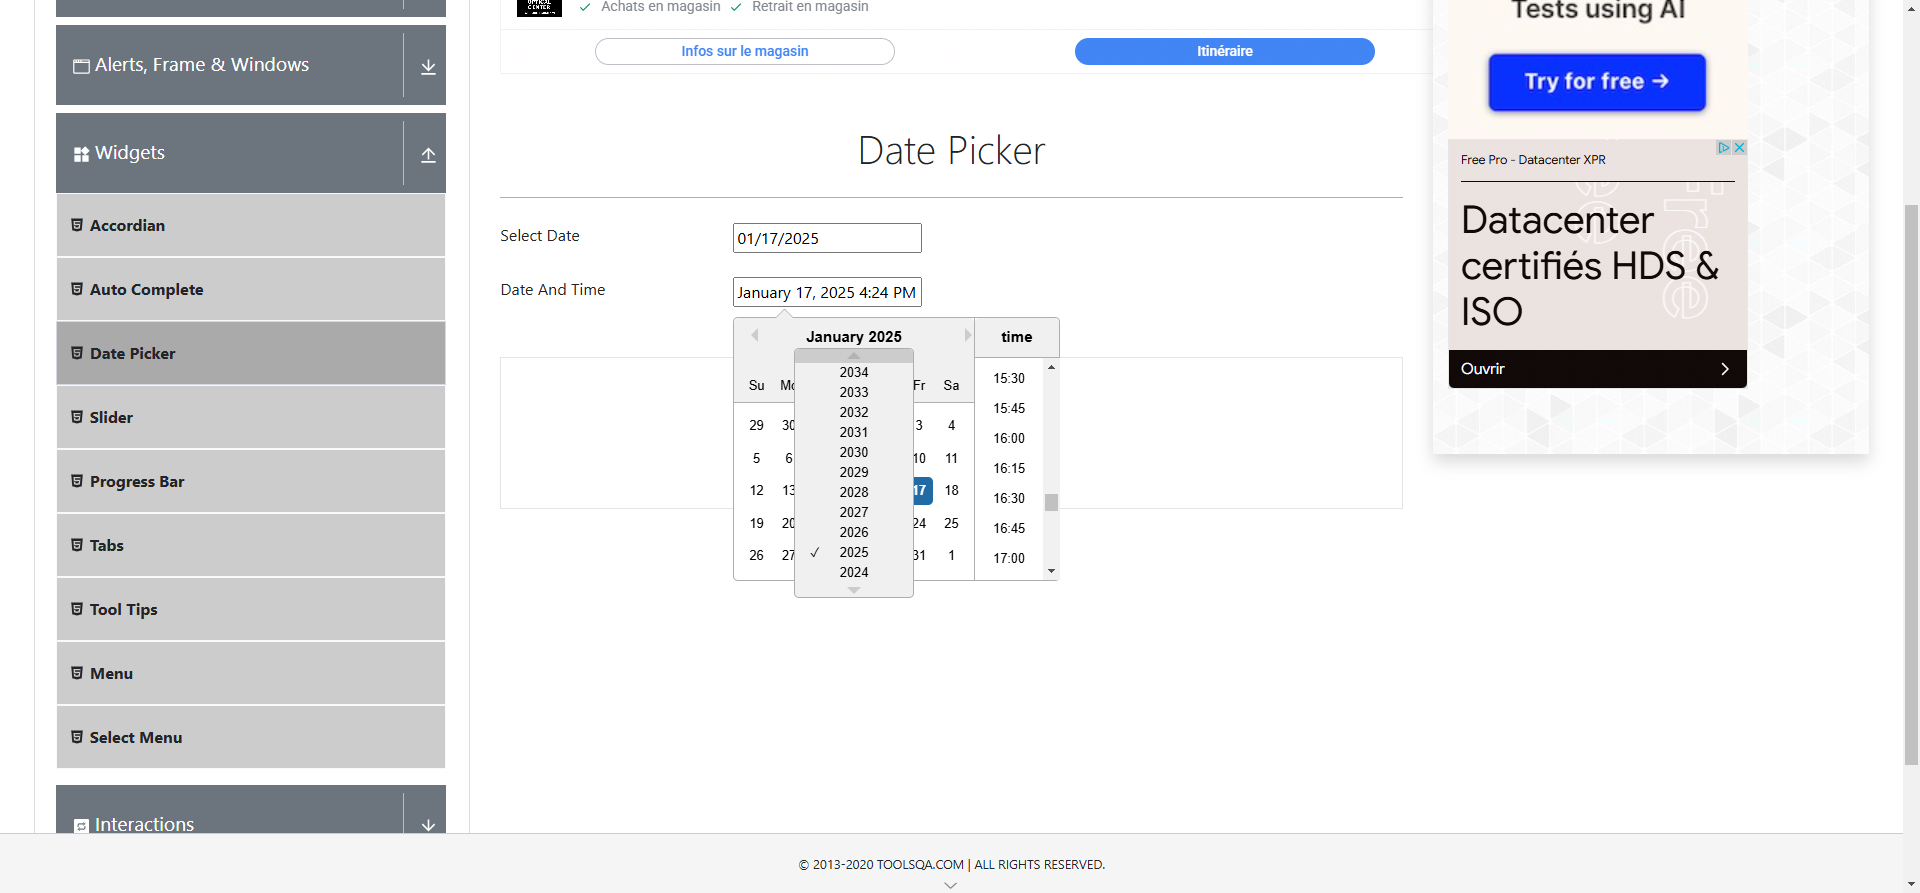 OPTICAL
CENTER
Achats en magasin Retrait en magasin
Infos sur le magasin
Itinéraire
Tests using AI
Try for free →
Alerts, Frame & Windows
Widgets
Accordian
Auto Complete
Date Picker
Slider
Progress Bar
Tabs
Tool Tips
Menu
Select Menu
Interactions
Date Picker
Select Date
01/17/2025
Date And Time
January 17, 2025 4:24 PM
January 2025
time
Su Mo Fr Sa
29 30 3 4
5 6 10 11
12 13 17 18
19 20 24 25
26 27 31 1
2034
2033
2032
2031
2030
2029
2028
2027
2026
✓ 2025
2024
15:30
15:45
16:00
16:15
16:30
16:45
17:00
Free Pro - Datacenter XPR
Datacenter
certifiés HDS &
ISO
Ouvrir
© 2013-2020 TOOLSQA.COM | ALL RIGHTS RESERVED.